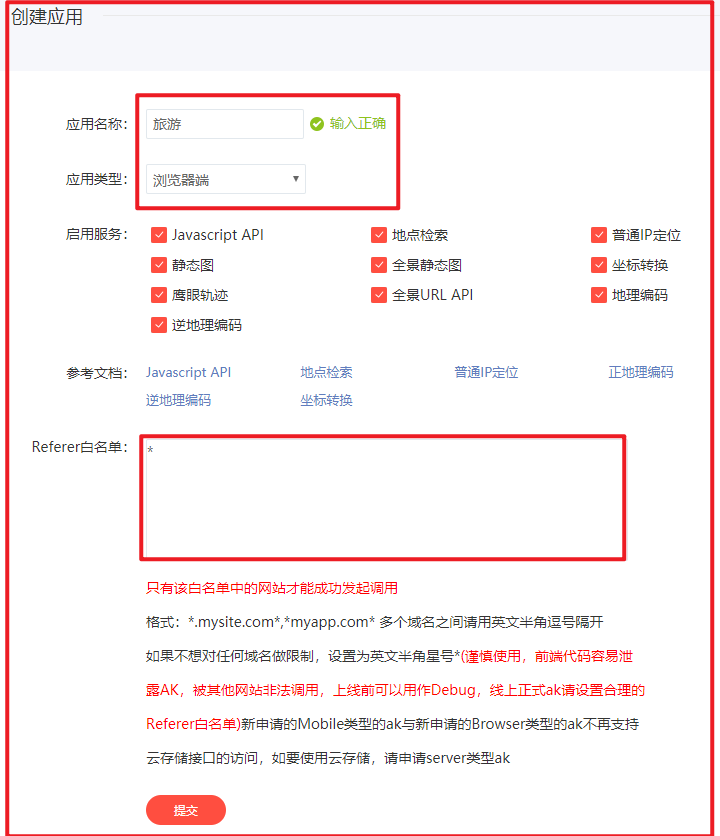 创建应用
应用名称： 旅游 输入正确
应用类型： 浏览器端
启用服务： Javascript API 地点检索 普通IP定位
静态图 全景静态图 坐标转换
鹰眼轨迹 全景URL API 地理编码
逆地理编码
参考文档： Javascript API 地点检索 普通IP定位 正地理编码
逆地理编码 坐标转换
Referer白名单： *
只有该白名单中的网站才能成功发起调用
格式：*.mysite.com*,*myapp.com* 多个域名之间请用英文半角逗号隔开
如果不想对任何域名做限制，设置为英文半角星号*(谨慎使用，前端代码容易泄
露AK，被其他网站非法调用，上线前可以用作Debug，线上正式ak请设置合理的
Referer白名单)新申请的Mobile类型的ak与新申请的Browser类型的ak不再支持
云存储接口的访问，如要使用云存储，请申请server类型ak
提交